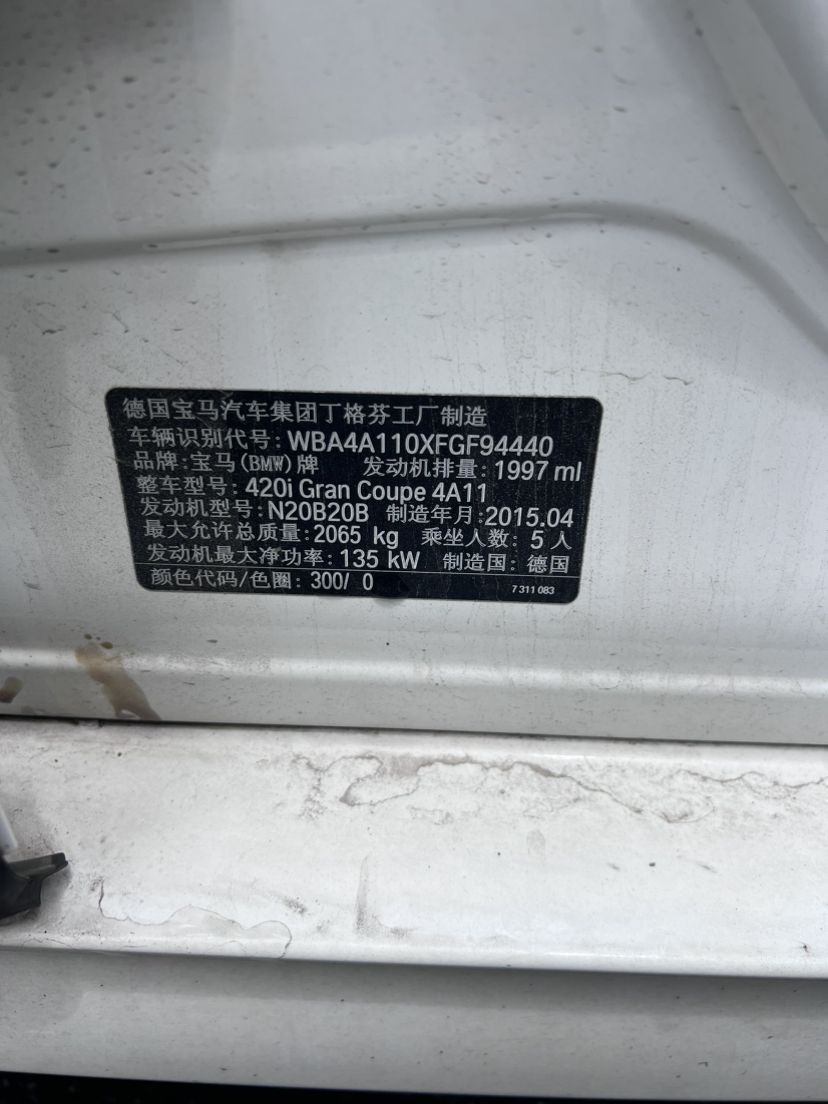 德国宝马汽车集团丁格芬工厂制造
车辆识别代号: WBA4A110XFGF94440
品牌:宝马(BMW)牌 发动机排量:1997 ml
整车型号: 420i Gran Coupe 4A11
发动机型号:N20B20B 制造年月:2015.04
最大允许总质量:2065 kg 乘坐人数: 5 人
发动机最大净功率:135 kW 制造国: 德国
颜色代码/色圈: 300/ 0 7 311 083